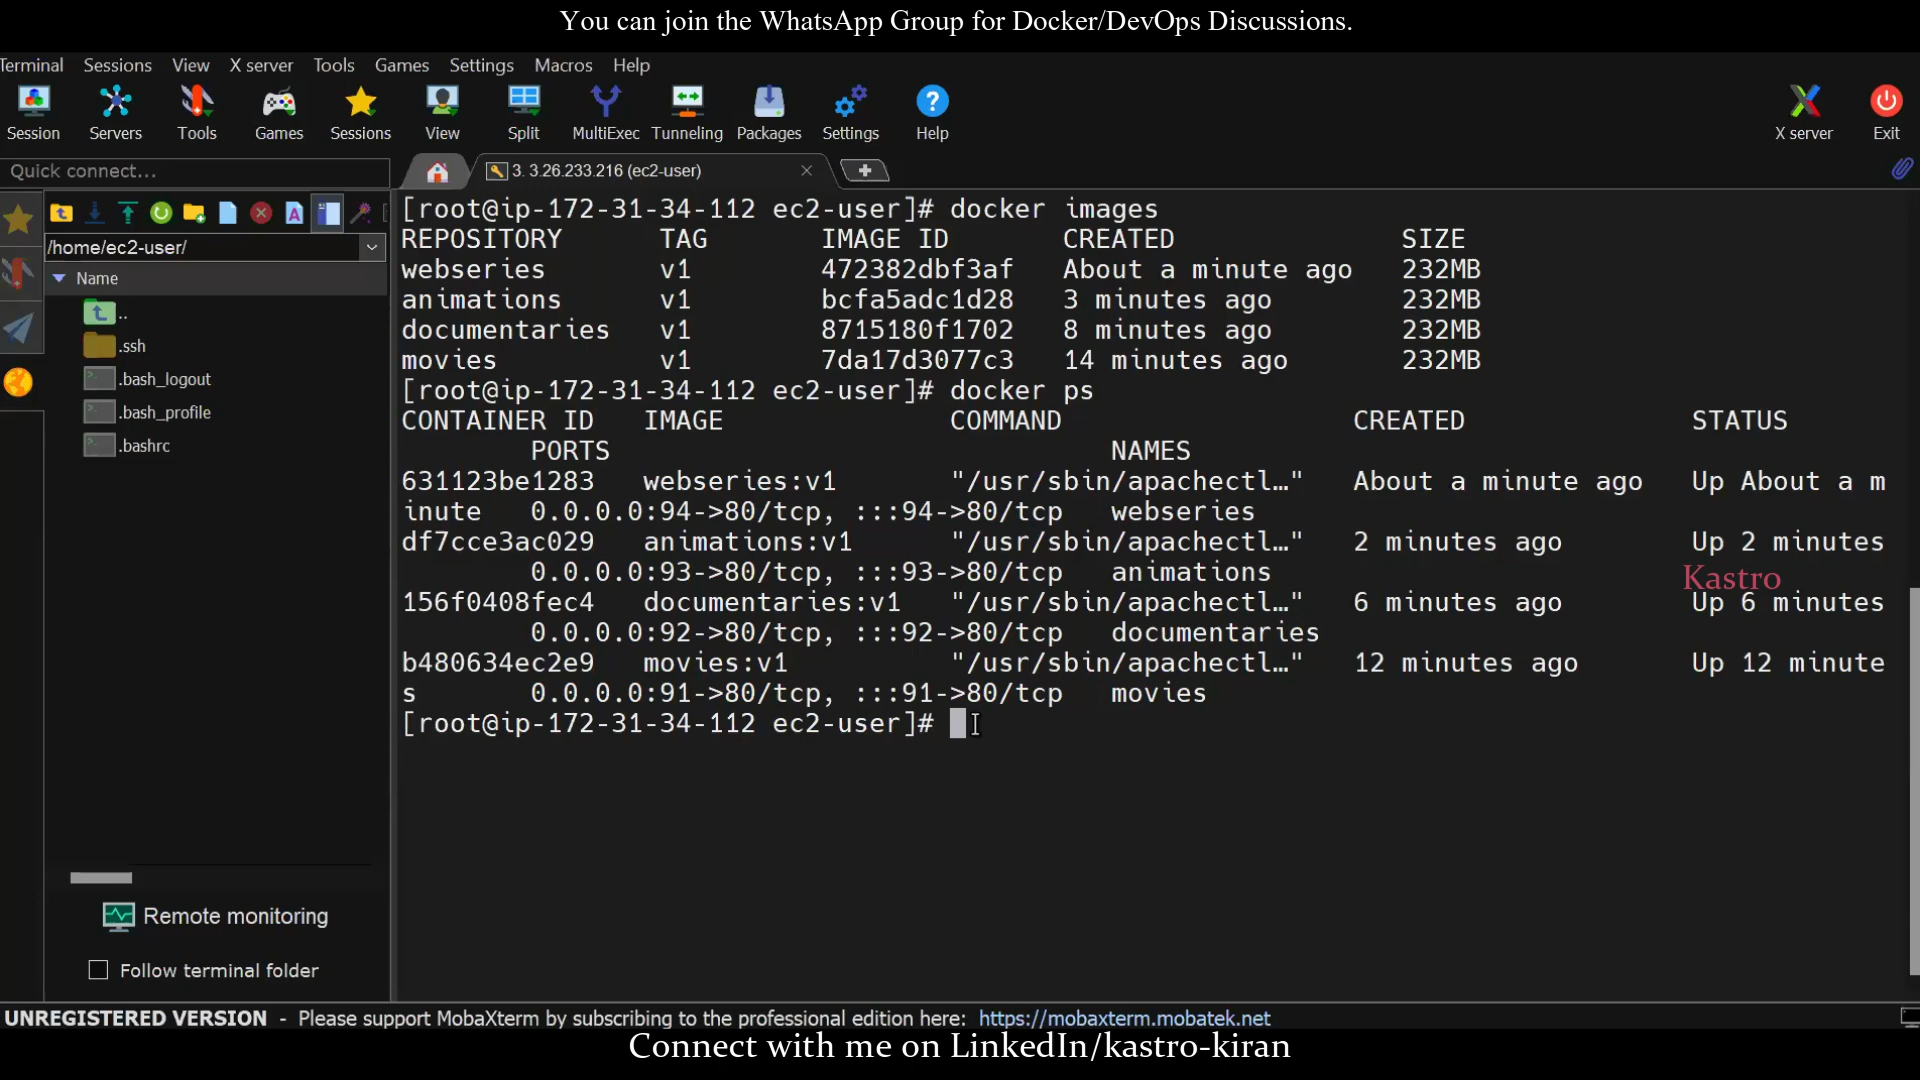 You can join the WhatsApp Group for Docker/DevOps Discussions.
Terminal Sessions View X server Tools Games Settings Macros Help
Session Servers Tools Games Sessions View Split MultiExec Tunneling Packages Settings Help X server Exit
Quick connect...
3. 3.26.233.216 (ec2-user)
/home/ec2-user/
Name
..
.ssh
.bash_logout
.bash_profile
.bashrc
[root@ip-172-31-34-112 ec2-user]# docker images
REPOSITORY TAG IMAGE ID CREATED SIZE
webseries v1 472382dbf3af About a minute ago 232MB
animations v1 bcfa5adc1d28 3 minutes ago 232MB
documentaries v1 8715180f1702 8 minutes ago 232MB
movies v1 7da17d3077c3 14 minutes ago 232MB
[root@ip-172-31-34-112 ec2-user]# docker ps
CONTAINER ID IMAGE COMMAND CREATED STATUS
PORTS NAMES
631123be1283 webseries:v1 "/usr/sbin/apachectl…" About a minute ago Up About a m
inute 0.0.0.0:94->80/tcp, :::94->80/tcp webseries
df7cce3ac029 animations:v1 "/usr/sbin/apachectl…" 2 minutes ago Up 2 minutes
0.0.0.0:93->80/tcp, :::93->80/tcp animations
Kastro
156f0408fec4 documentaries:v1 "/usr/sbin/apachectl…" 6 minutes ago Up 6 minutes
0.0.0.0:92->80/tcp, :::92->80/tcp documentaries
b480634ec2e9 movies:v1 "/usr/sbin/apachectl…" 12 minutes ago Up 12 minute
s 0.0.0.0:91->80/tcp, :::91->80/tcp movies
[root@ip-172-31-34-112 ec2-user]#
Remote monitoring
Follow terminal folder
UNREGISTERED VERSION - Please support MobaXterm by subscribing to the professional edition here: https://mobaxterm.mobatek.net
Connect with me on LinkedIn/kastro-kiran